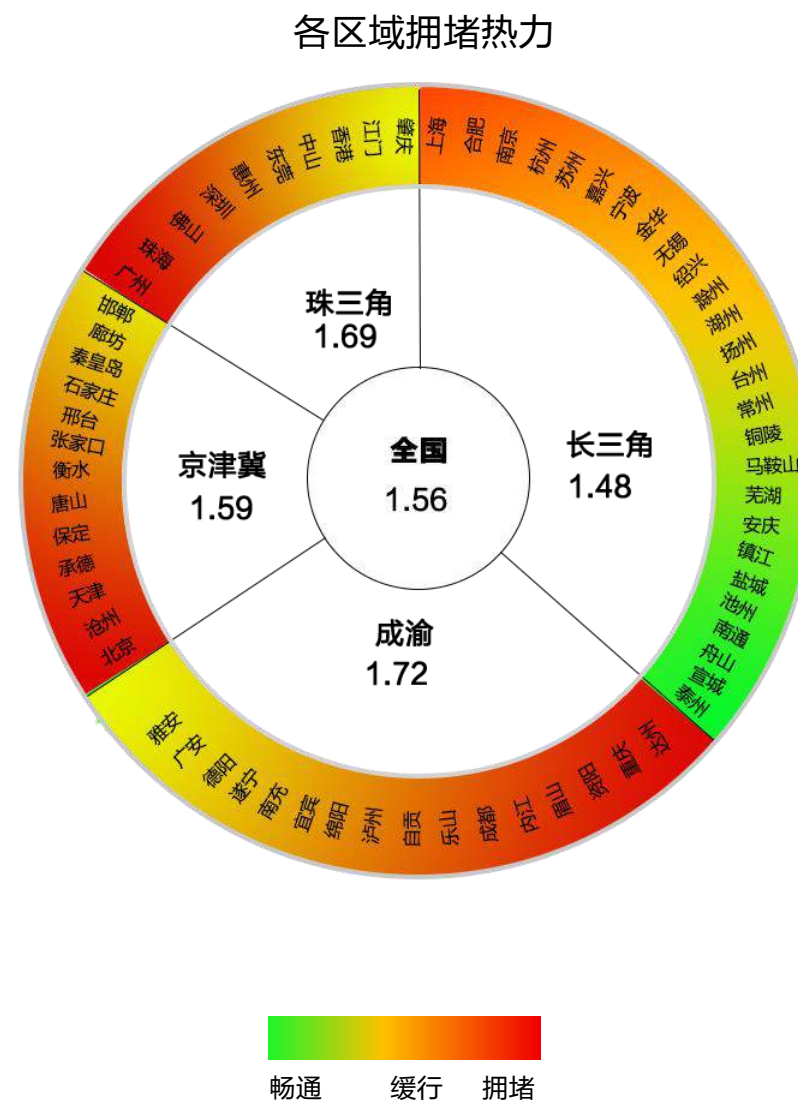 各区域拥堵热力
肇庆
江门
香港
中山
东莞
惠州
深圳
佛山
珠海
广州
上海
合肥
南京
杭州
苏州
嘉兴
宁波
金华
无锡
绍兴
滁州
湖州
扬州
台州
常州
铜陵
马鞍山
芜湖
安庆
镇江
盐城
池州
南通
舟山
宣城
泰州
邯郸
廊坊
秦皇岛
石家庄
邢台
张家口
衡水
唐山
保定
承德
天津
沧州
北京
雅安
广安
德阳
遂宁
南充
宜宾
绵阳
泸州
自贡
乐山
成都
内江
眉山
资阳
重庆
达州
珠三角
1.69
京津冀
1.59
全国
1.56
长三角
1.48
成渝
1.72
畅通
缓行
拥堵